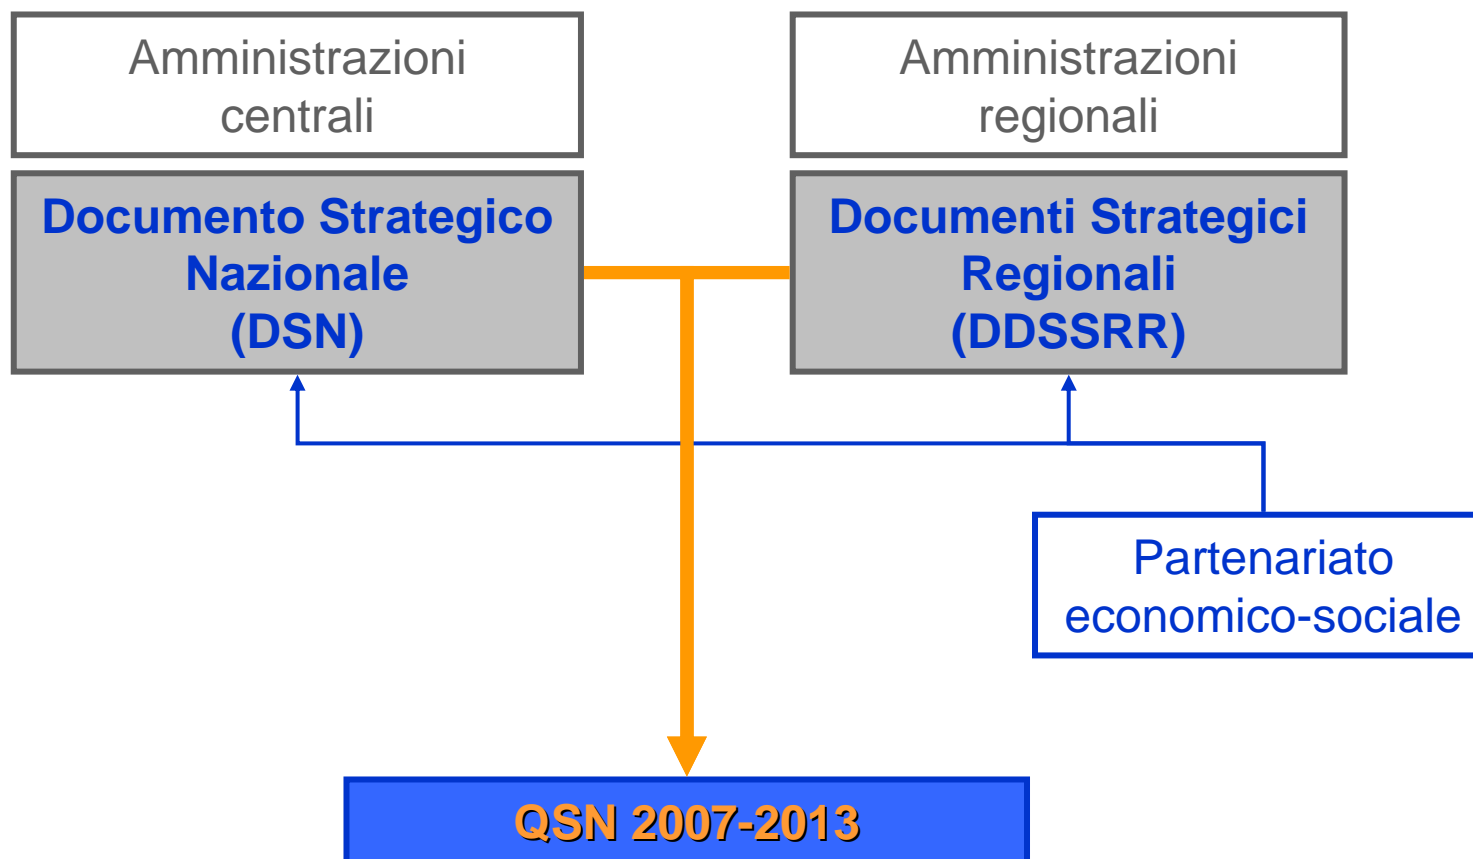 Amministrazioni
centrali
Documento Strategico
Nazionale
(DSN)
Amministrazioni
regionali
Documenti Strategici
Regionali
(DDSSRR)
Partenariato
economico-sociale
QSN 2007-2013